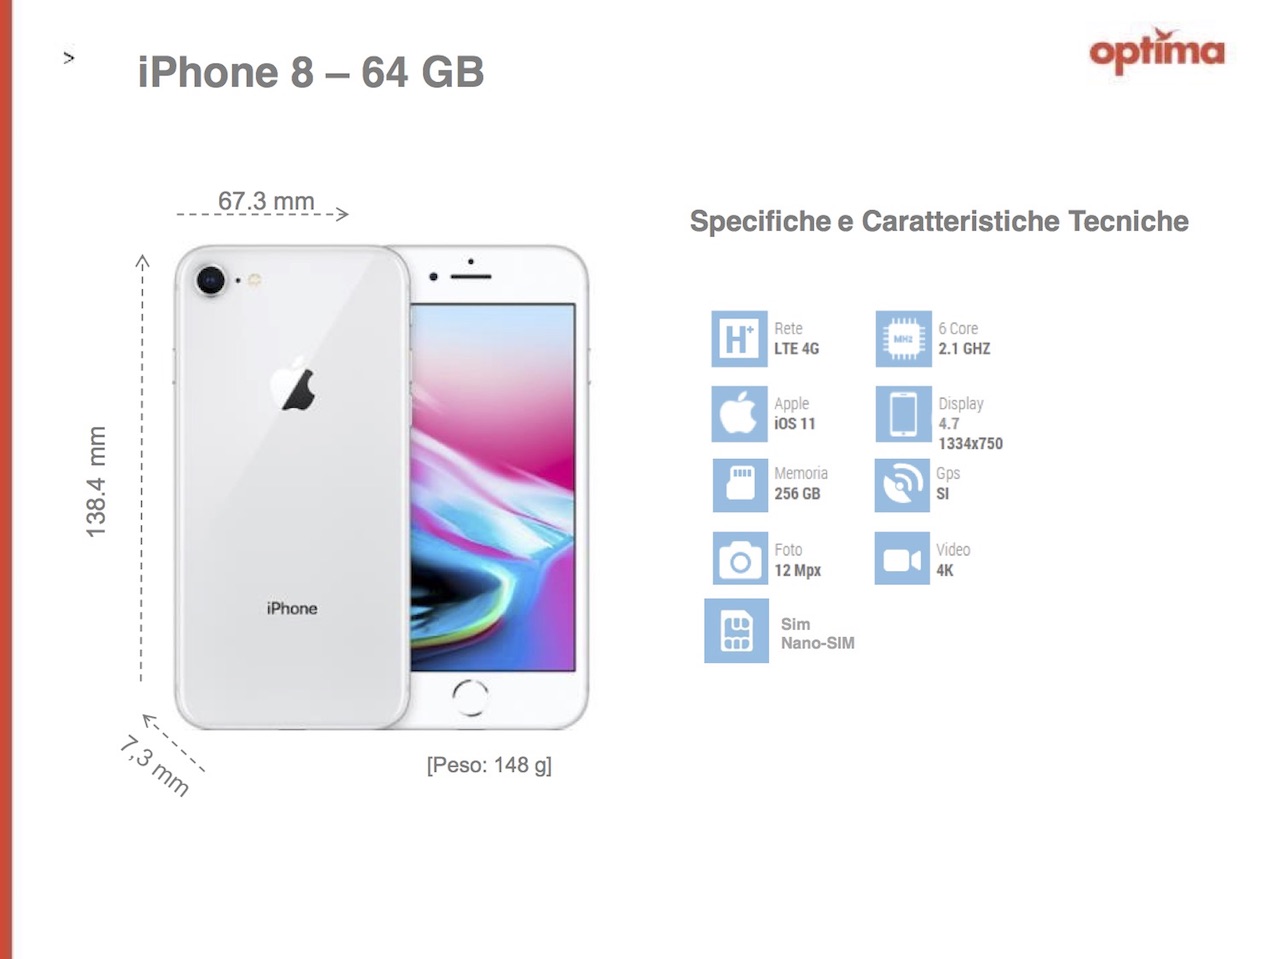 >
iPhone 8 – 64 GB
optima
67.3 mm
138.4 mm
7,3 mm
iPhone
[Peso: 148 g]
Specifiche e Caratteristiche Tecniche
H+
Rete
LTE 4G
MHz
6 Core
2.1 GHZ
Apple
iOS 11
Display
4.7
1334x750
Memoria
256 GB
Gps
SI
Foto
12 Mpx
Video
4K
Sim
Nano-SIM